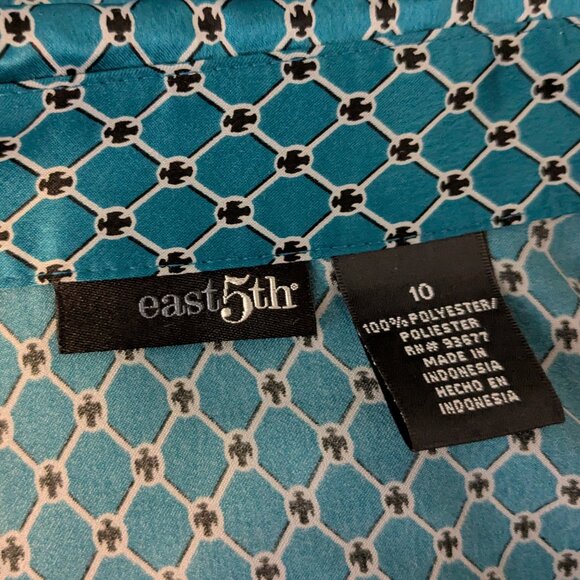 east5th®
10
100% POLYESTER/
POLIESTER
RN# 93677
MADE IN
INDONESIA
HECHO EN
INDONESIA